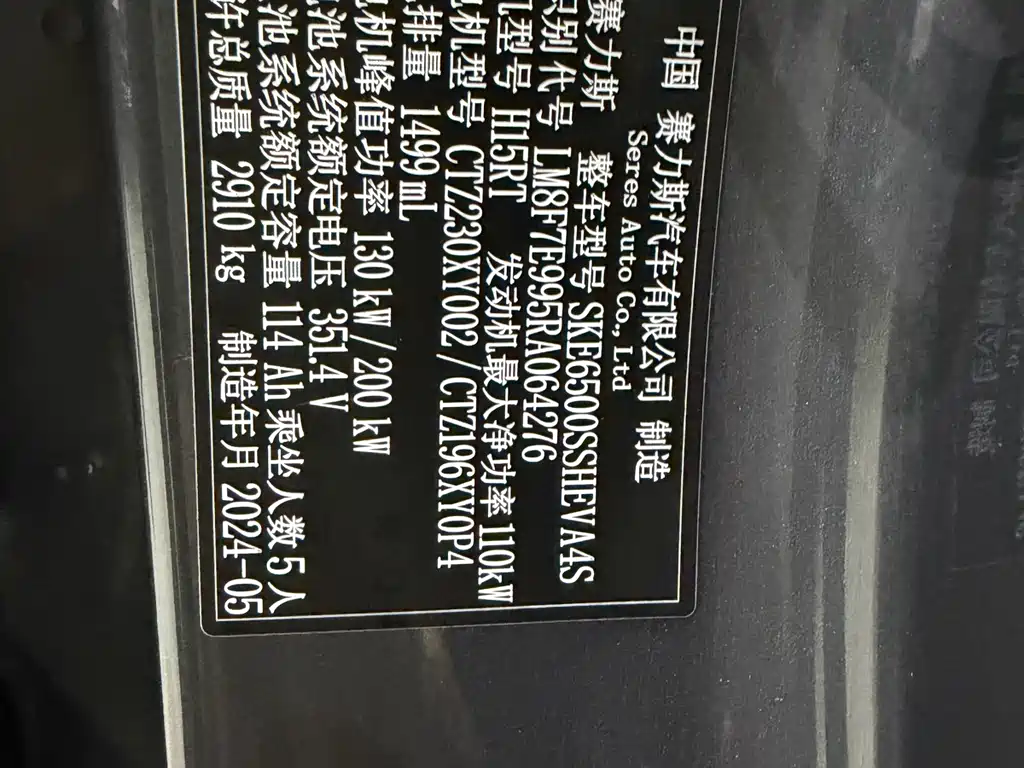 中国 赛力斯汽车有限公司 制造
Seres Auto Co., Ltd
赛力斯 整车型号 SKE6500SSHEVA4S
识别代号 LM8F7E995RA064276
机型号 H15RT 发动机最大净功率 110kW
机型号 CTZ230XY002/CTZ196XY0P4
排量 1499 mL
机峰值功率 130 kW/200 kW
池系统额定电压 351.4 V
池系统额定容量 114 Ah 乘坐人数 5 人
许总质量 2910 kg 制造年月 2024-05